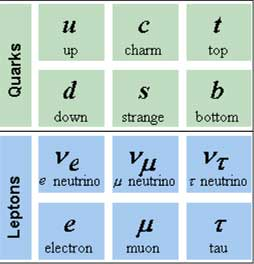 Quarks
u c t
up charm top
d s b
down strange bottom
Leptons
νe νμ ντ
e neutrino μ neutrino τ neutrino
e μ τ
electron muon tau